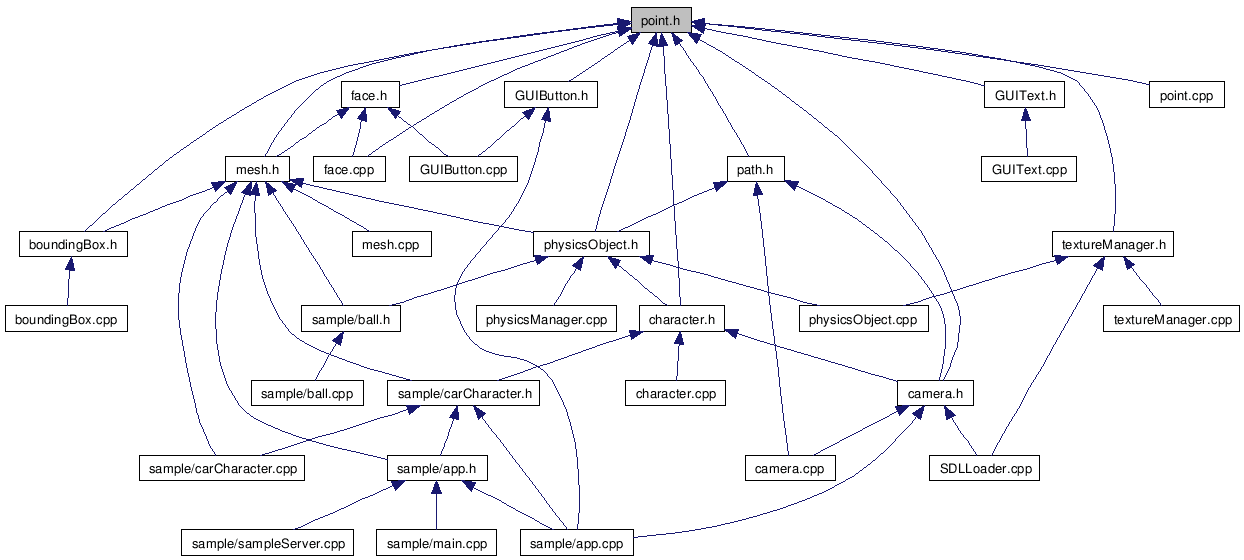 point.h
face.h
GUIButton.h
GUIText.h
point.cpp
mesh.h
face.cpp
GUIButton.cpp
path.h
GUIText.cpp
boundingBox.h
mesh.cpp
physicsObject.h
textureManager.h
boundingBox.cpp
sample/ball.h
physicsManager.cpp
character.h
physicsObject.cpp
textureManager.cpp
sample/ball.cpp
sample/carCharacter.h
character.cpp
camera.h
sample/carCharacter.cpp
sample/app.h
camera.cpp
SDLLoader.cpp
sample/sampleServer.cpp
sample/main.cpp
sample/app.cpp